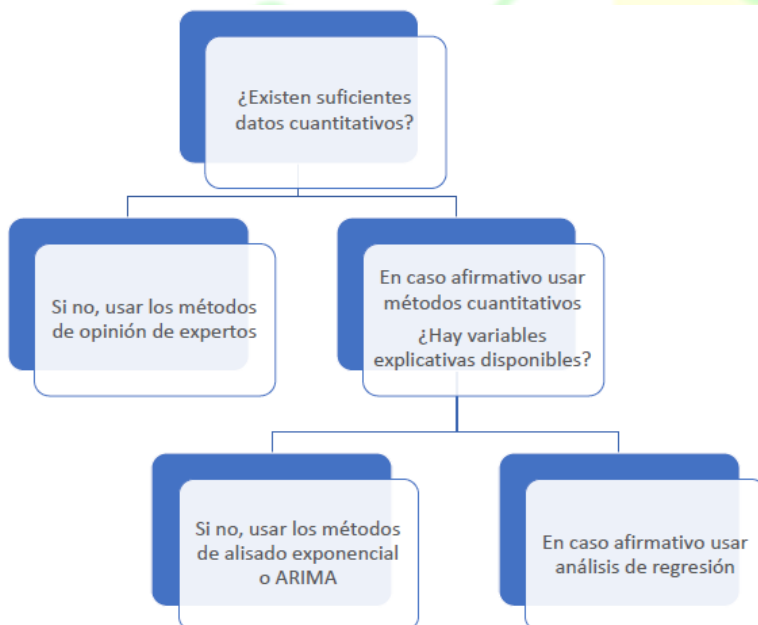 ¿Existen suficientes
datos cuantitativos?
Si no, usar los métodos
de opinión de expertos
En caso afirmativo usar
métodos cuantitativos
¿Hay variables
explicativas disponibles?
Si no, usar los métodos
de alisado exponencial
o ARIMA
En caso afirmativo usar
análisis de regresión